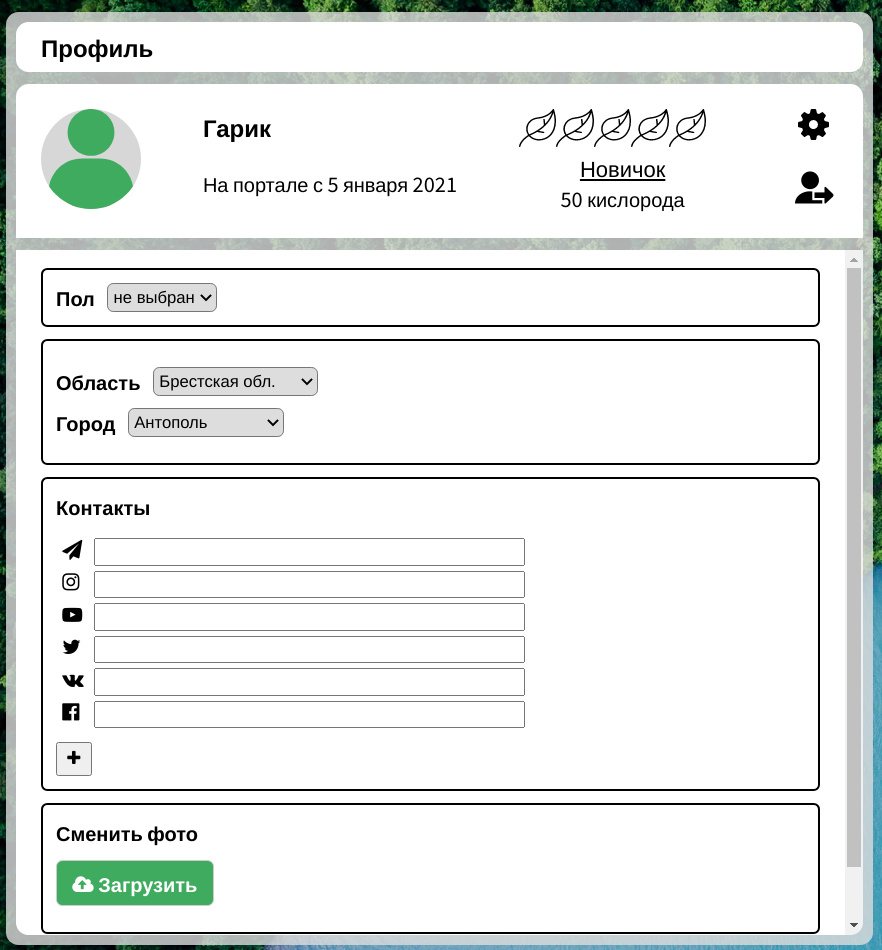 Профиль
Гарик
На портале с 5 января 2021
Новичок
50 кислорода
Пол не выбран
Область Брестская обл.
Город Антополь
Контакты
Сменить фото
Загрузить